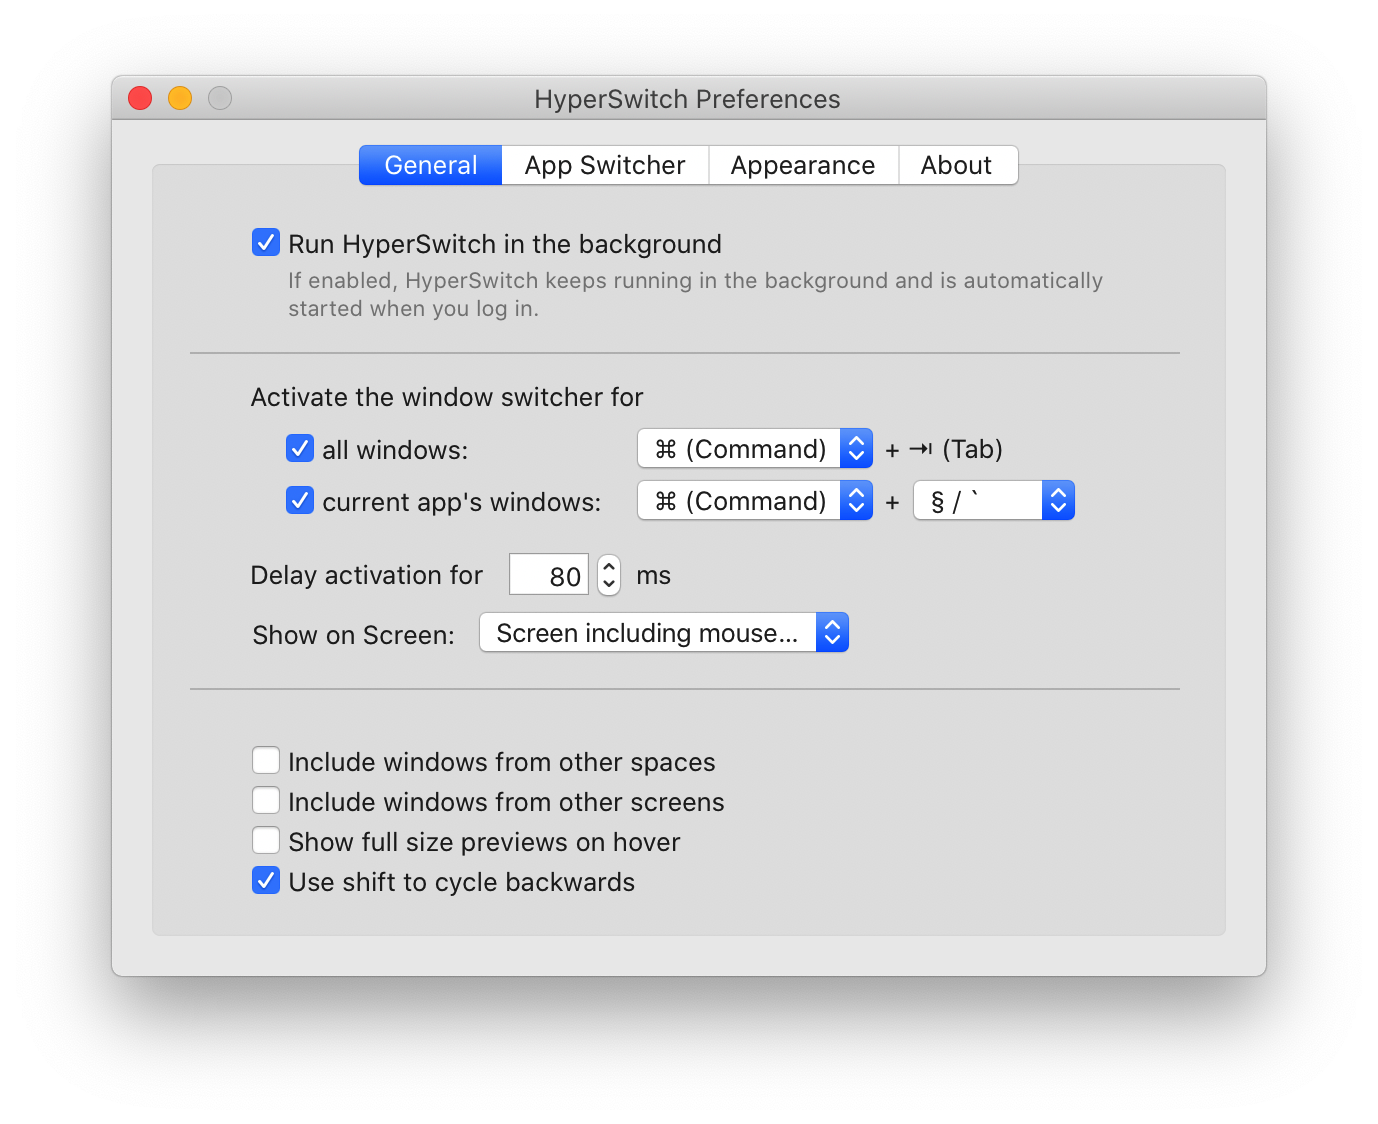 HyperSwitch Preferences
General App Switcher Appearance About
Run HyperSwitch in the background
If enabled, HyperSwitch keeps running in the background and is automatically
started when you log in.
Activate the window switcher for
all windows: ⌘ (Command) + ⇥ (Tab)
current app's windows: ⌘ (Command) + § / `
Delay activation for 80 ms
Show on Screen: Screen including mouse...
Include windows from other spaces
Include windows from other screens
Show full size previews on hover
Use shift to cycle backwards